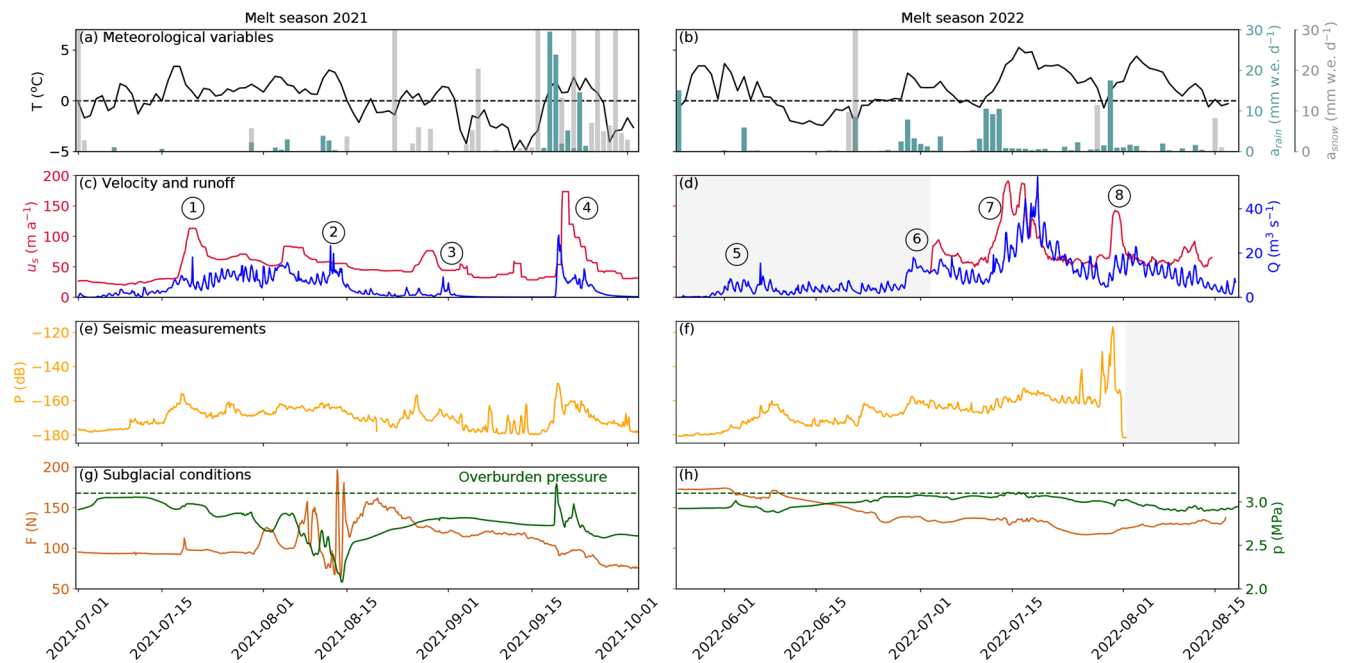 Melt season 2021
Melt season 2022
(a) Meteorological variables
(b)
T (°C)
5
0
−5
30
20
10
0
a_rain (mm w.e. d⁻¹)
30
20
10
0
a_snow (mm w.e. d⁻¹)
(c) Velocity and runoff
(d)
u_s (m a⁻¹)
200
150
100
50
0
1
2
3
4
5
6
7
8
40
20
0
Q (m³ s⁻¹)
(e) Seismic measurements
(f)
P (dB)
−120
−140
−160
−180
(g) Subglacial conditions
Overburden pressure
(h)
F (N)
200
150
100
50
3.0
2.5
2.0
p (MPa)
2021-07-01
2021-07-15
2021-08-01
2021-08-15
2021-09-01
2021-09-15
2021-10-01
2022-06-01
2022-06-15
2022-07-01
2022-07-15
2022-08-01
2022-08-15